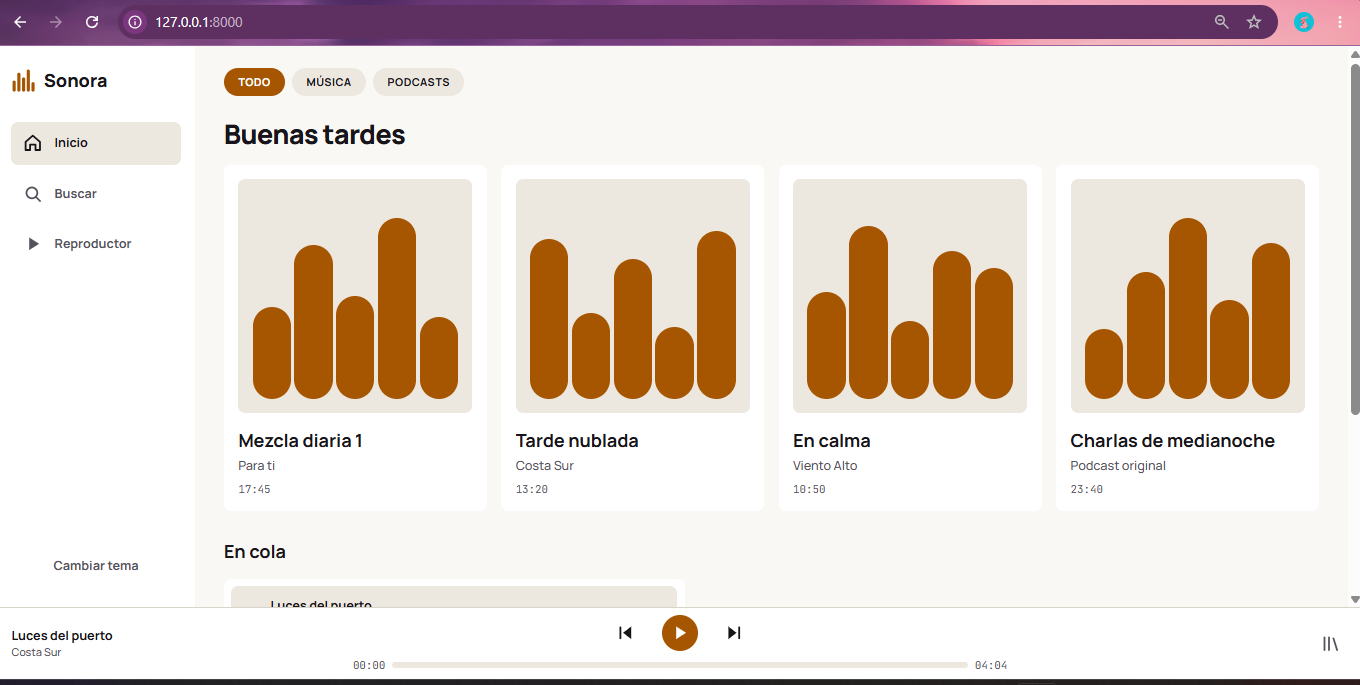 127.0.0.1:8000
Sonora
Inicio
Buscar
Reproductor
Cambiar tema
TODO MÚSICA PODCASTS
Buenas tardes
Mezcla diaria 1
Para ti
17:45
Tarde nublada
Costa Sur
13:20
En calma
Viento Alto
10:50
Charlas de medianoche
Podcast original
23:40
En cola
Luces del puerto
Luces del puerto
Costa Sur
00:00 04:04